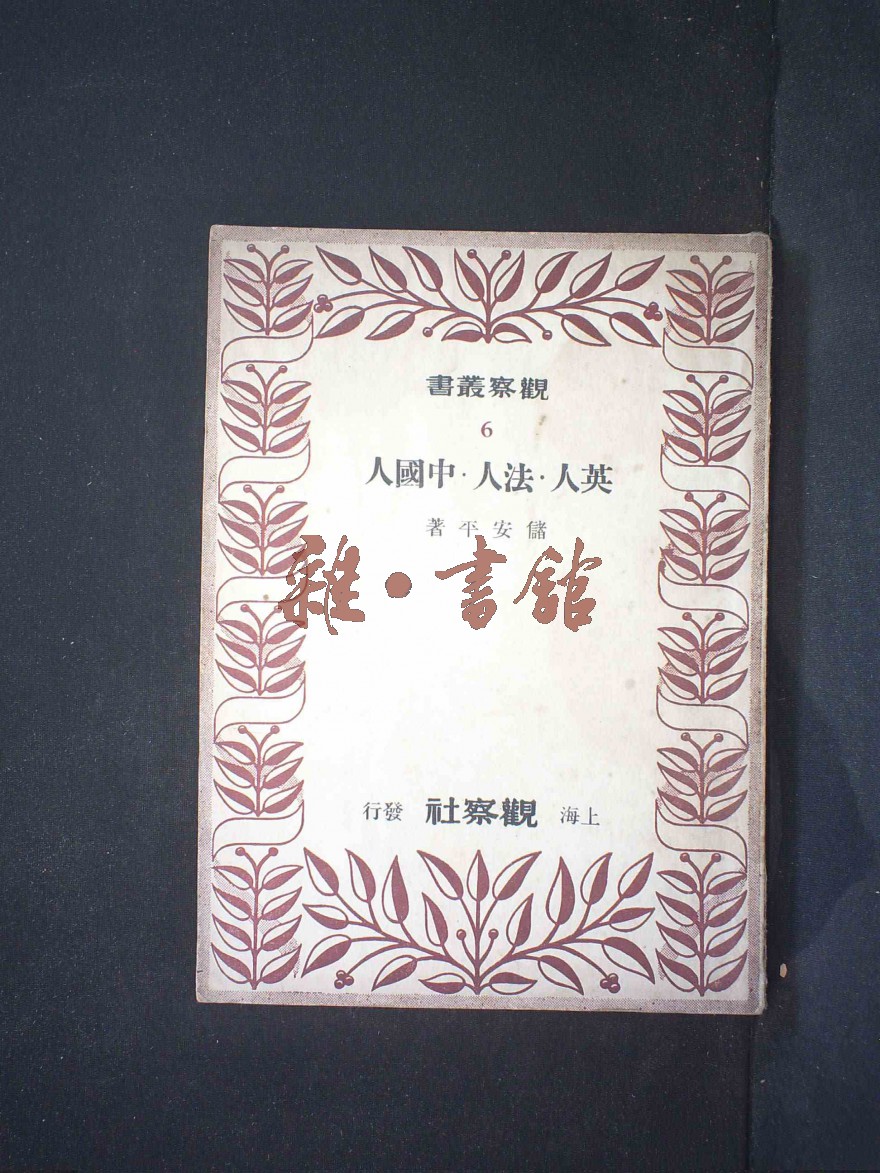 觀察叢書
6
英人·法人·中國人
儲安平著
雜·書館
上海 觀察社 發行